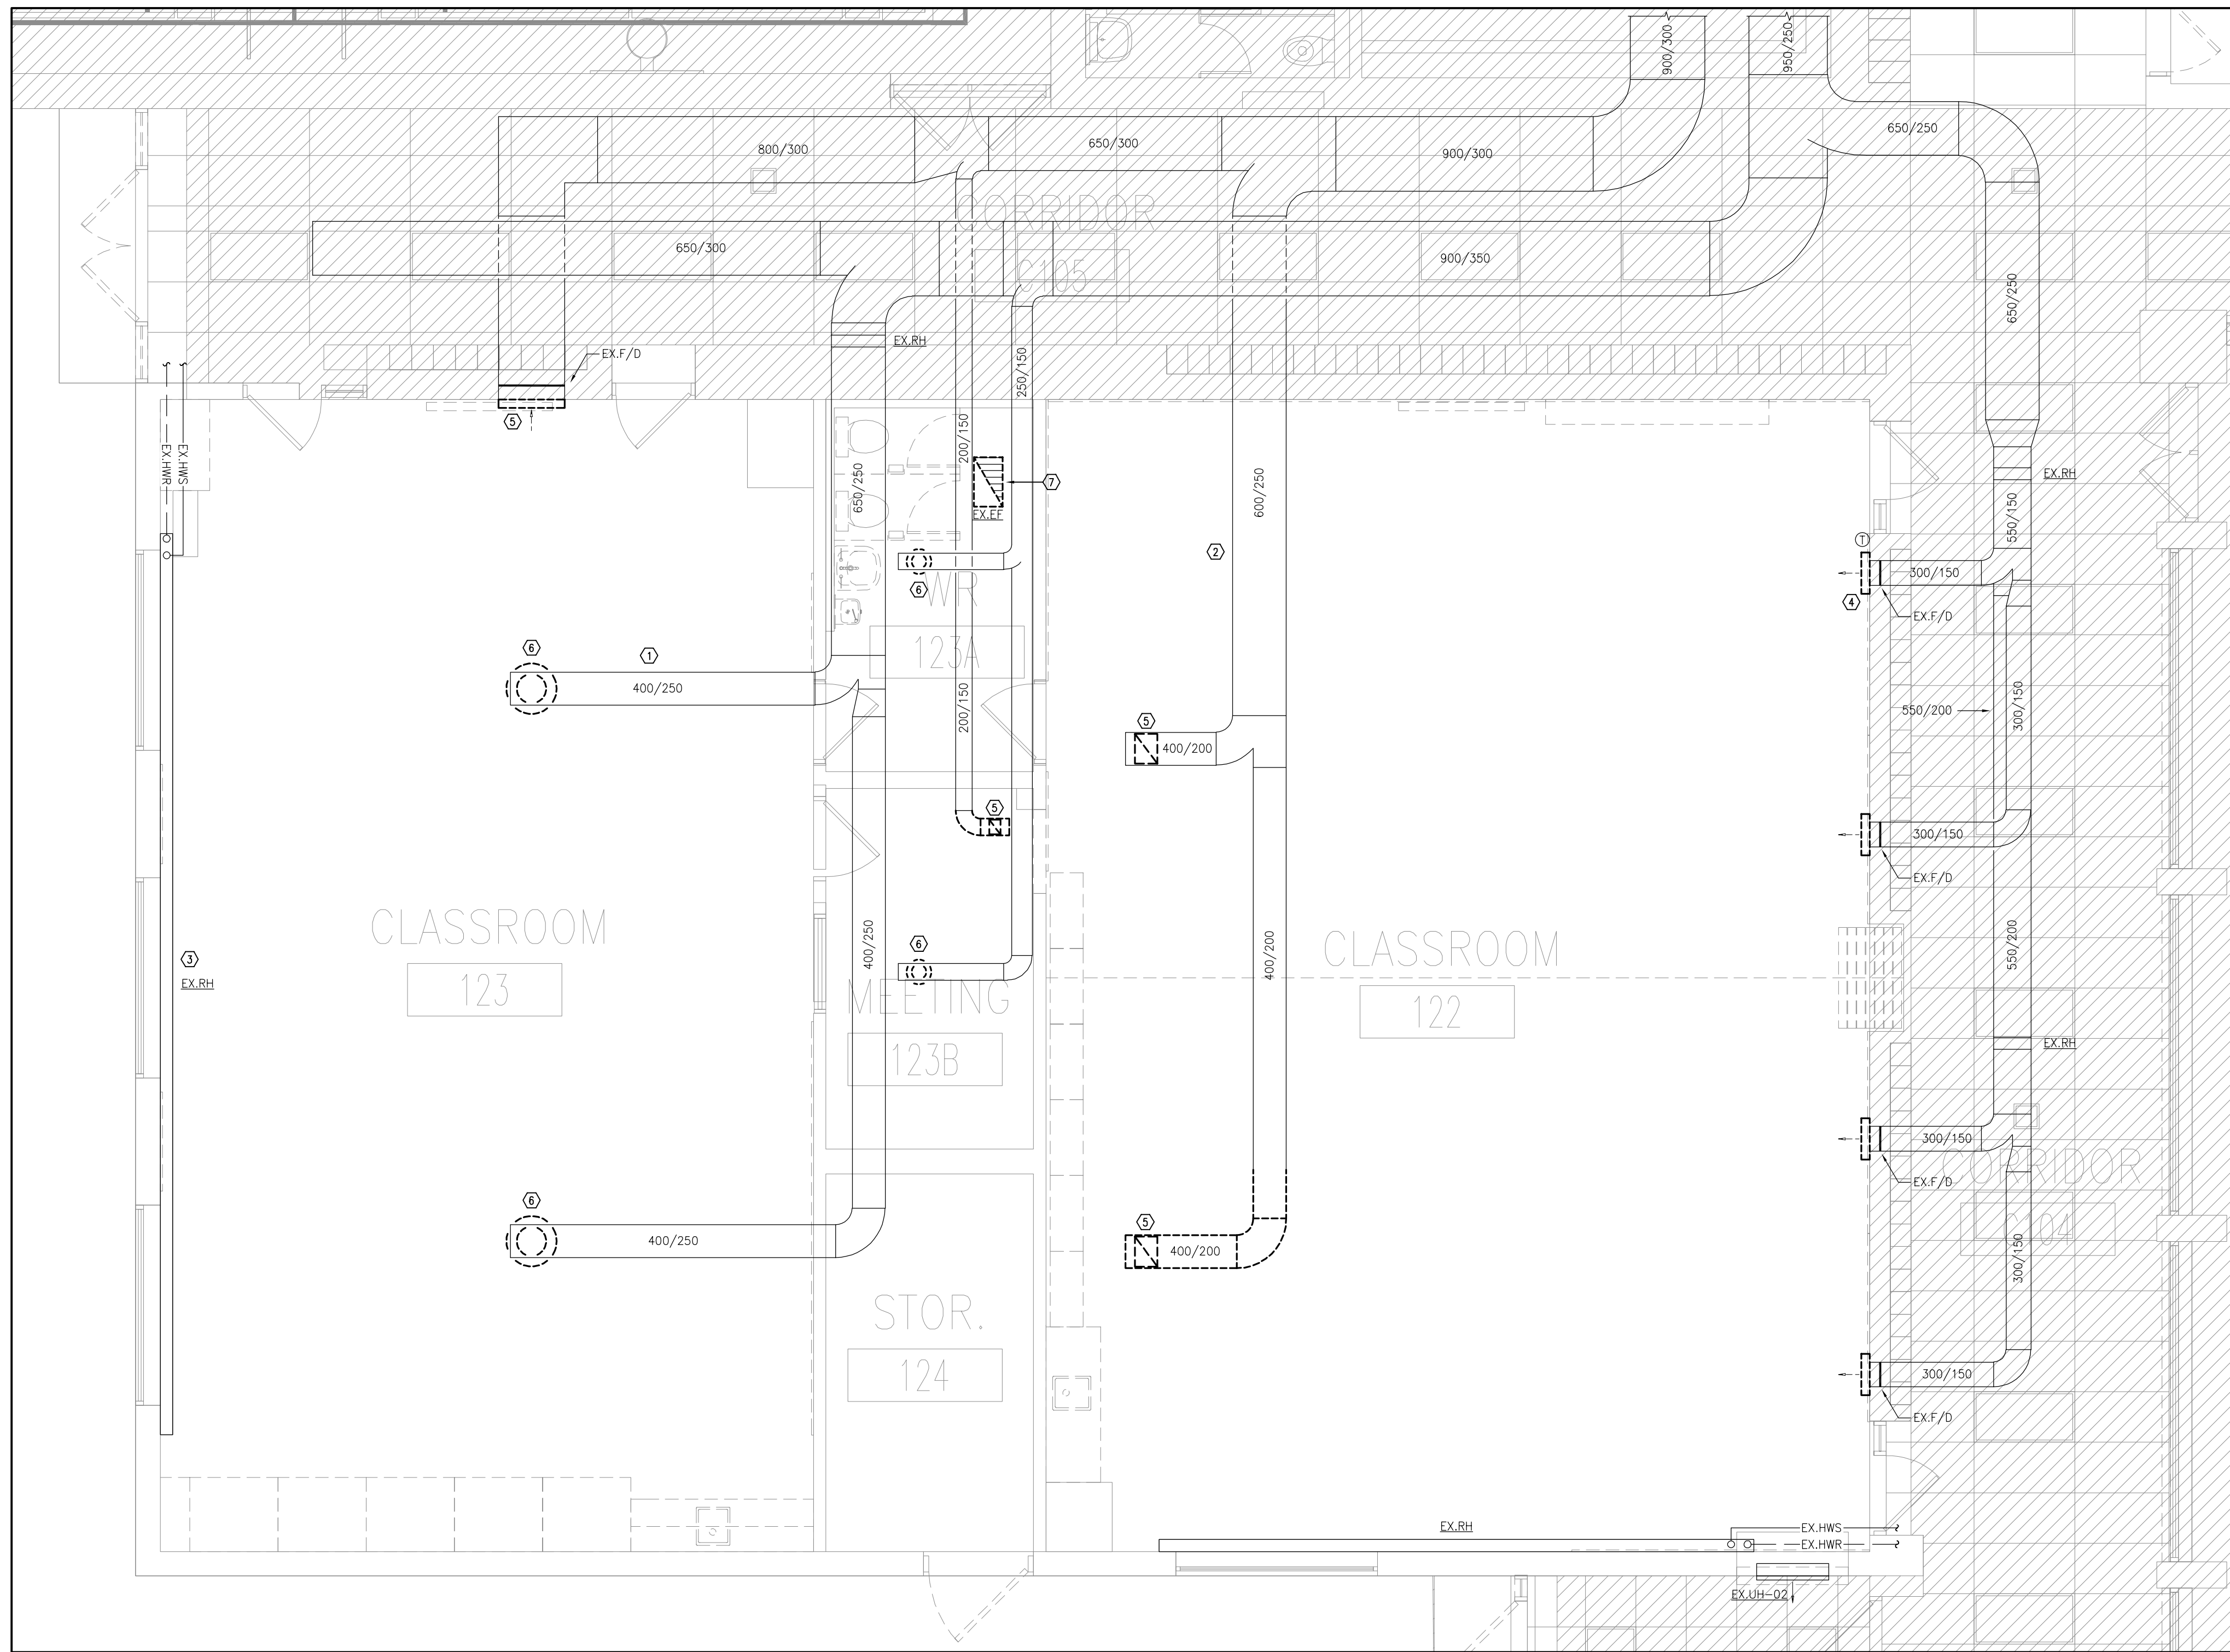 900/300
950/250
800/300
650/300
900/300
650/250
CORRIDOR
C105
650/300
900/350
650/250
EX.RH
EX.F/D
250/150
EX.HWR
EX.HWS
5
200/150
650/250
7
EX.EF
600/250
EX.RH
550/150
2
T
6
WR
123A
4
300/150
EX.F/D
6
1
400/250
200/150
5
400/200
550/200
300/150
5
300/150
EX.F/D
CLASSROOM
123
3
EX.RH
400/250
6
MEETING
123B
400/200
CLASSROOM
122
550/200
EX.RH
300/150
EX.F/D
CORRIDOR
C104
6
400/250
5
400/200
300/150
STOR.
124
300/150
EX.F/D
EX.RH
EX.HWS
EX.HWR
EX.UH-02